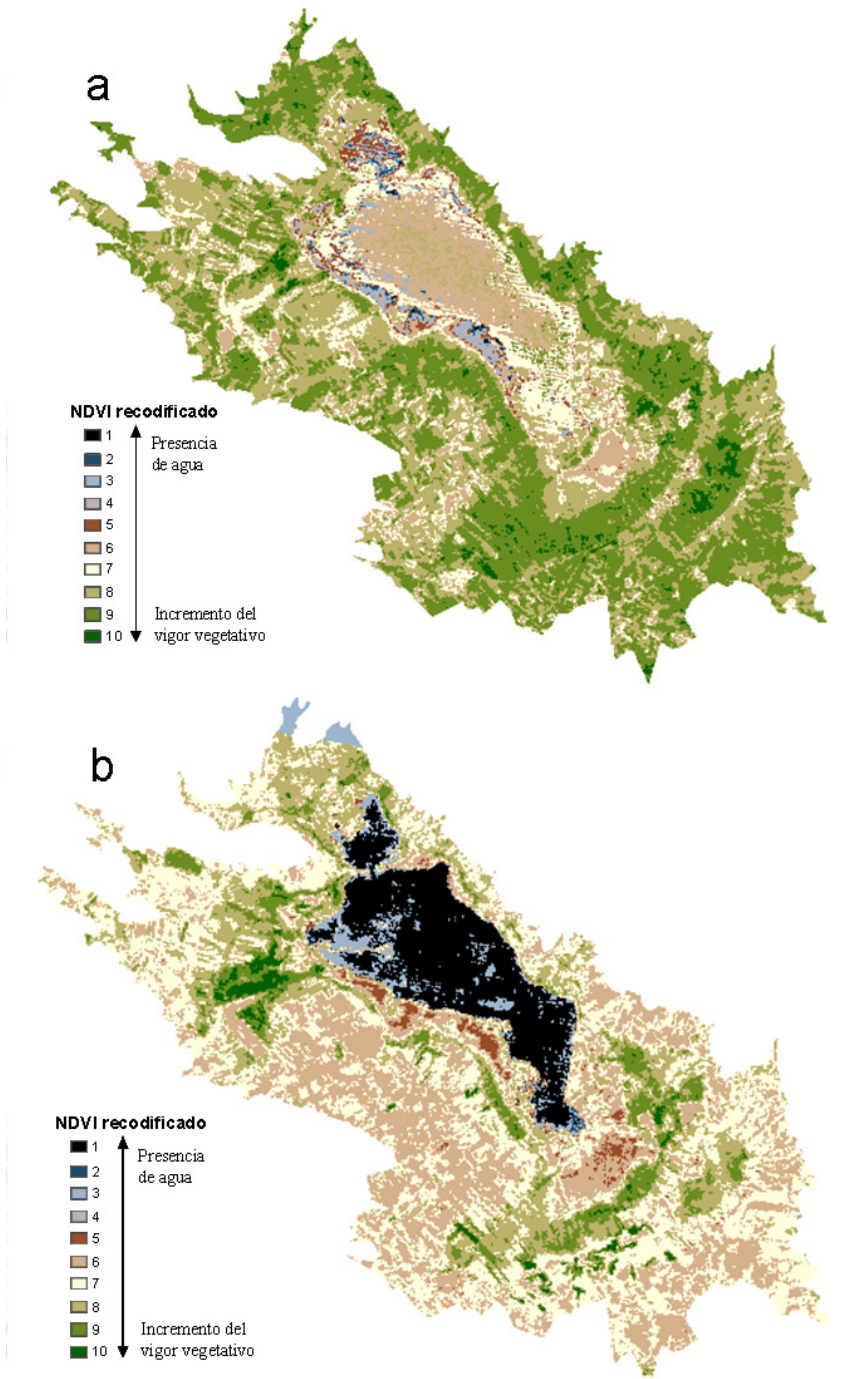 a
NDVI recodificado
1
Presencia
de agua
2
3
4
5
6
7
8
9
Incremento del
vigor vegetativo
10
b
NDVI recodificado
1
Presencia
de agua
2
3
4
5
6
7
8
9
Incremento del
vigor vegetativo
10